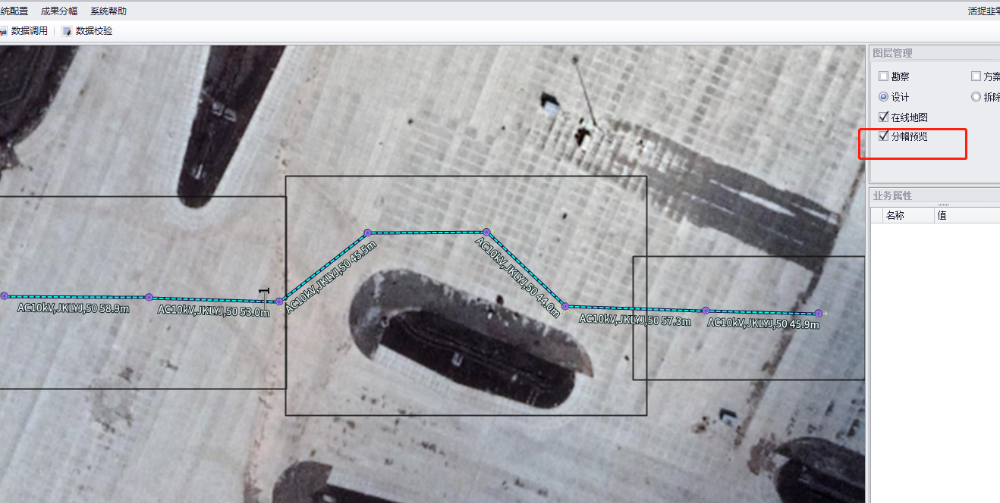 统配置 成果分幅 系统帮助 活捉韭零
数据调用 数据校验
图层管理
勘察 方案
设计 拆除
在线地图
分幅预览
业务属性
名称 值
1
AC10kV,JKLYJ,50 58.9m
AC10kV,JKLYJ,50 53.0m
AC10kV,JKLYJ,50 45.5m
AC10kV,JKLYJ,50 44.0m
AC10kV,JKLYJ,50 57.3m
AC10kV,JKLYJ,50 45.9m